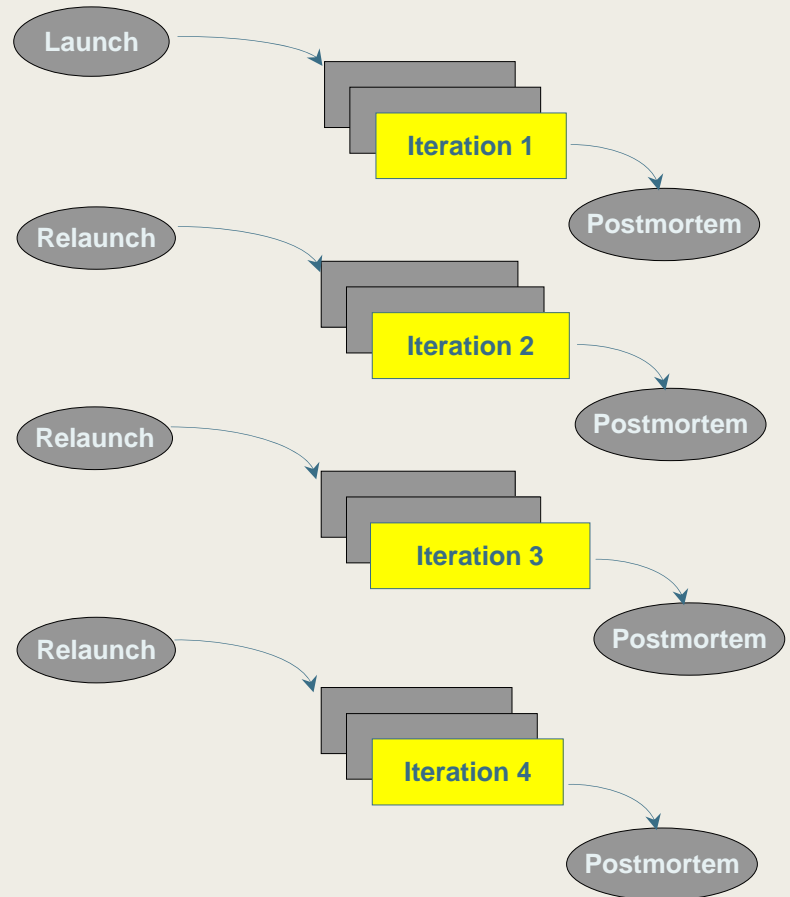 Launch
Iteration 1
Postmortem
Relaunch
Iteration 2
Postmortem
Relaunch
Iteration 3
Postmortem
Relaunch
Iteration 4
Postmortem